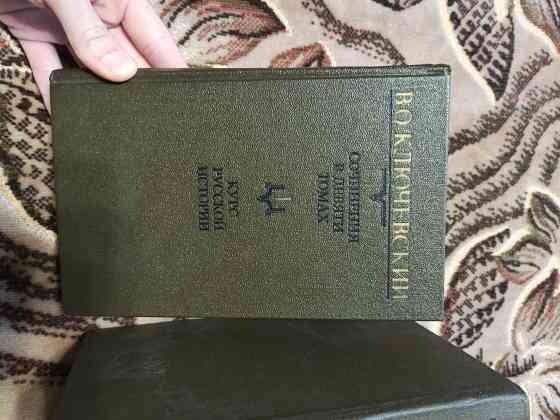 В·О·КЛЮЧЕВСКИЙ
СОЧИНЕНИЯ
В ДЕВЯТИ
ТОМАХ
КУРС
РУССКОЙ
ИСТОРИИ